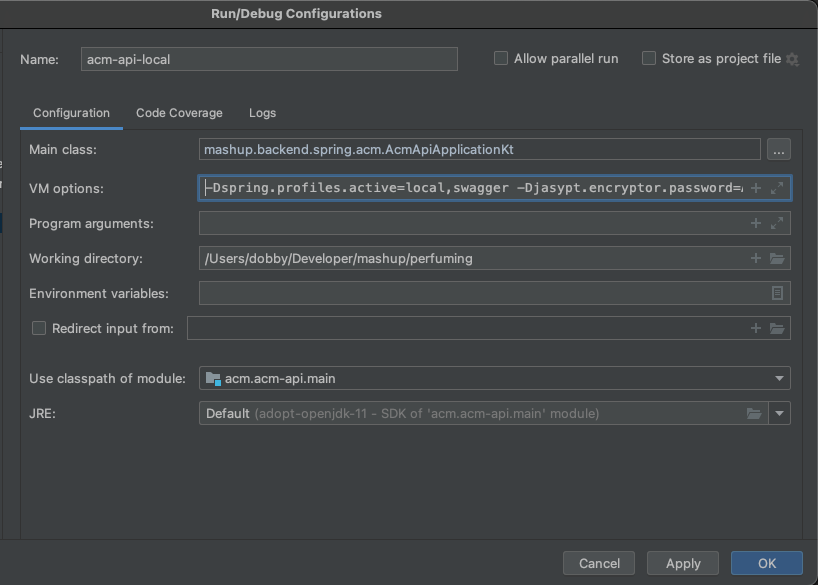 Run/Debug Configurations
Name: acm-api-local Allow parallel run Store as project file
Configuration Code Coverage Logs
Main class: mashup.backend.spring.acm.AcmApiApplicationKt ...
VM options: -Dspring.profiles.active=local,swagger -Djasypt.encryptor.password=
Program arguments:
Working directory: /Users/dobby/Developer/mashup/perfuming
Environment variables:
Redirect input from:
Use classpath of module: acm.acm-api.main
JRE: Default (adopt-openjdk-11 - SDK of 'acm.acm-api.main' module)
Cancel Apply OK